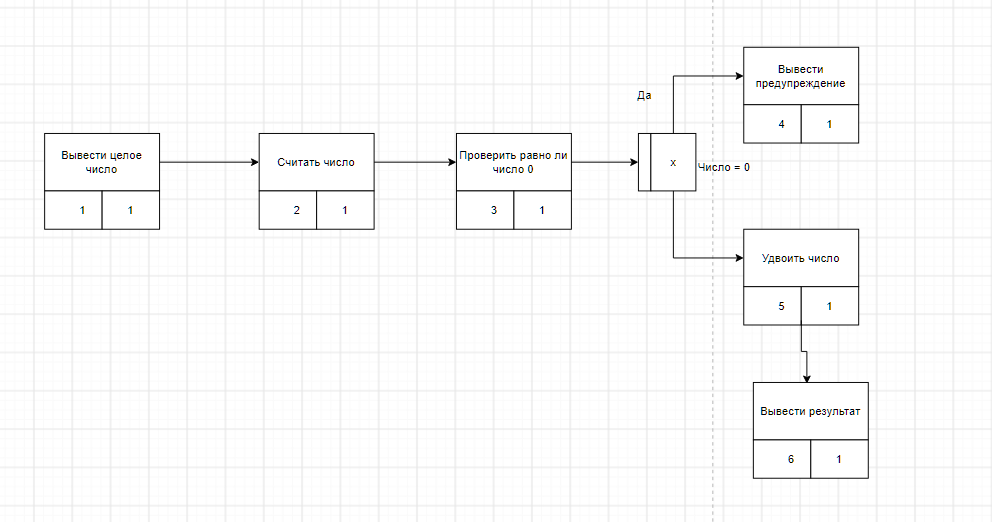 Вывести целое
число
1
1
Считать число
2
1
Проверить равно ли
число 0
3
1
X
Число = 0
Да
Вывести
предупреждение
4
1
Удвоить число
5
1
Вывести результат
6
1